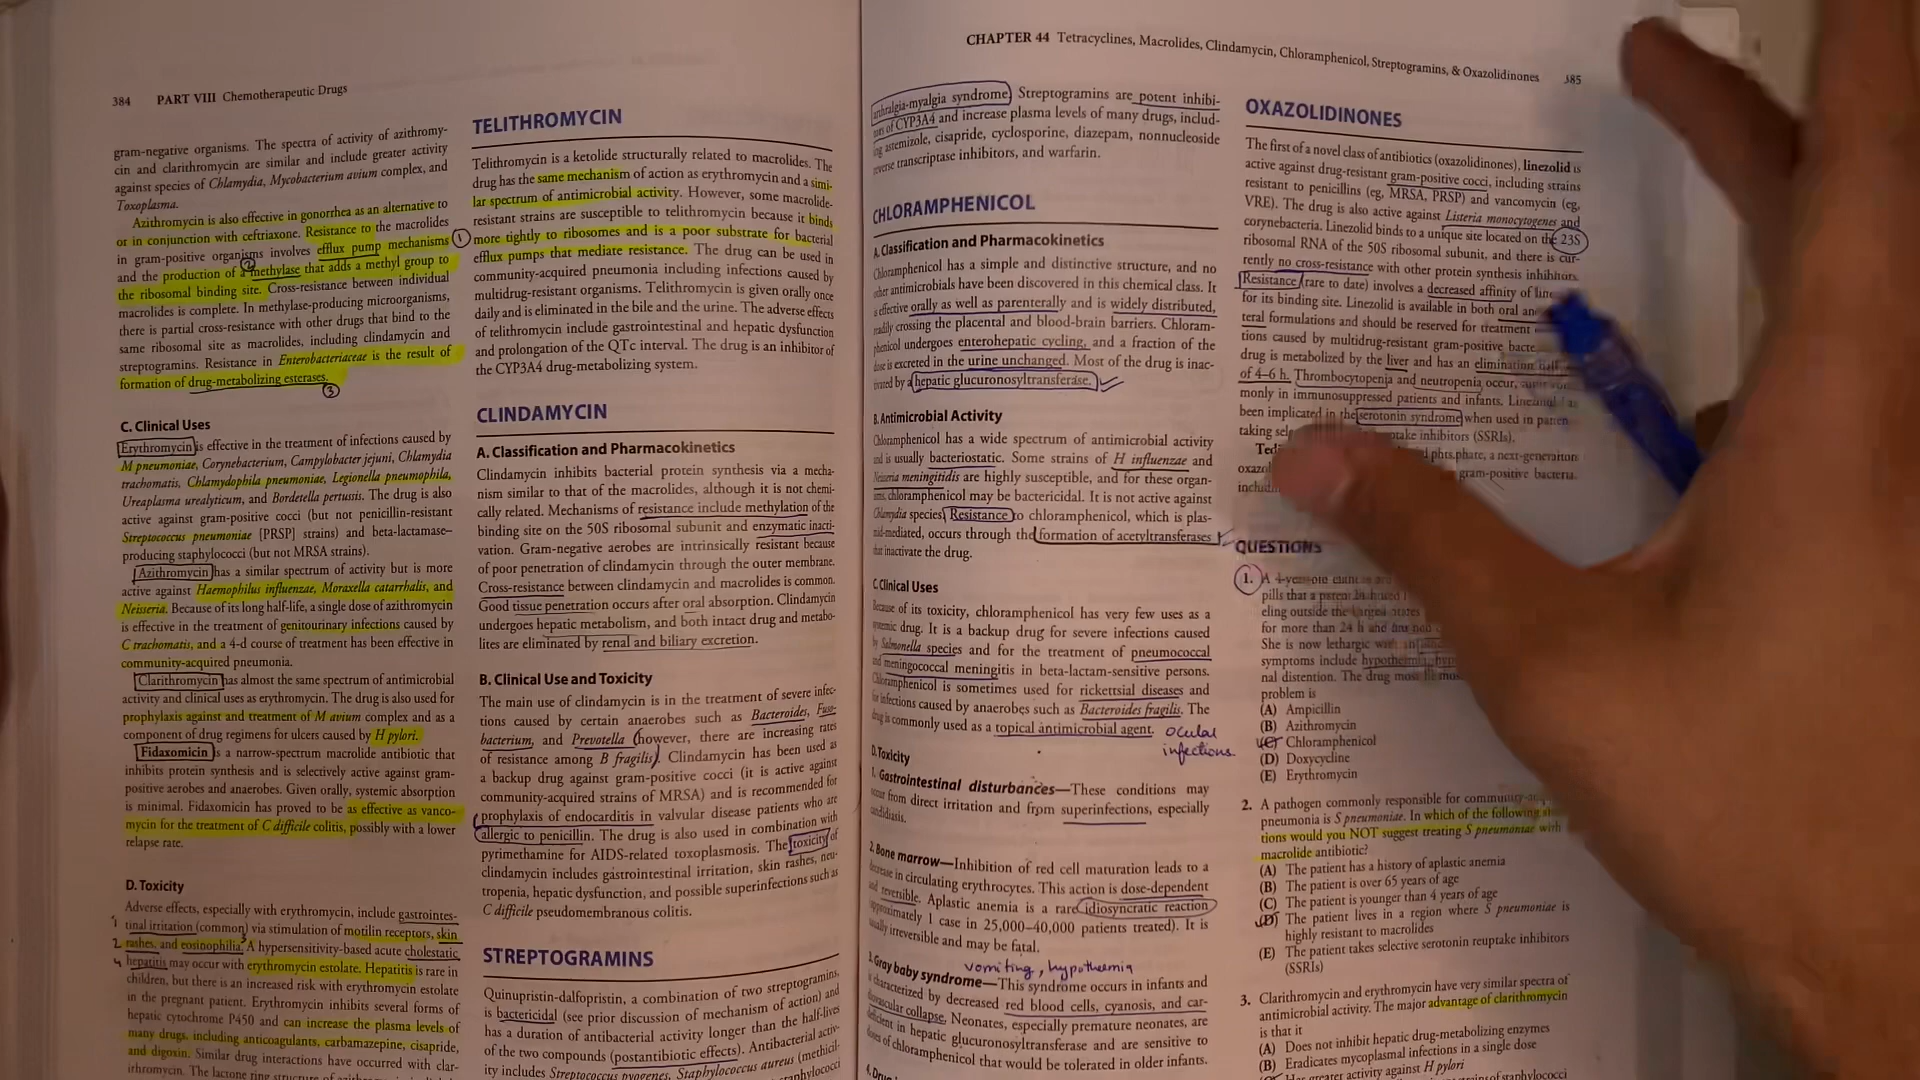 384 PART VIII Chemotherapeutic Drugs
gram-negative organisms. The spectra of activity of azithromy-
cin and clarithromycin are similar and include greater activity
against species of Chlamydia, Mycobacterium avium complex, and
Toxoplasma.
Azithromycin is also effective in gonorrhea as an alternative to
or in conjunction with ceftriaxone. Resistance to the macrolides
in gram-positive organisms involves efflux pump mechanisms
and the production of a methylase that adds a methyl group to
the ribosomal binding site. Cross-resistance between individual
macrolides is complete. In methylase-producing microorganisms,
there is partial cross-resistance with other drugs that bind to the
same ribosomal site as macrolides, including clindamycin and
streptogramins. Resistance in Enterobacteriaceae is the result of
formation of drug-metabolizing esterases.
C. Clinical Uses
Erythromycin is effective in the treatment of infections caused by
M pneumoniae, Corynebacterium, Campylobacter jejuni, Chlamydia
trachomatis, Chlamydophila pneumoniae, Legionella pneumophila,
Ureaplasma urealyticum, and Bordetella pertussis. The drug is also
active against gram-positive cocci (but not penicillin-resistant
Streptococcus pneumoniae [PRSP] strains) and beta-lactamase–
producing staphylococci (but not MRSA strains).
Azithromycin has a similar spectrum of activity but is more
active against Haemophilus influenzae, Moraxella catarrhalis, and
Neisseria. Because of its long half-life, a single dose of azithromycin
is effective in the treatment of genitourinary infections caused by
C trachomatis, and a 4-d course of treatment has been effective in
community-acquired pneumonia.
Clarithromycin has almost the same spectrum of antimicrobial
activity and clinical uses as erythromycin. The drug is also used for
prophylaxis against and treatment of M avium complex and as a
component of drug regimens for ulcers caused by H pylori.
Fidaxomicin is a narrow-spectrum macrolide antibiotic that
inhibits protein synthesis and is selectively active against gram-
positive aerobes and anaerobes. Given orally, systemic absorption
is minimal. Fidaxomicin has proved to be as effective as vanco-
mycin for the treatment of C difficile colitis, possibly with a lower
relapse rate.
D. Toxicity
Adverse effects, especially with erythromycin, include gastrointes-
tinal irritation (common) via stimulation of motilin receptors, skin
rashes, and eosinophilia. A hypersensitivity-based acute cholestatic
hepatitis may occur with erythromycin estolate. Hepatitis is rare in
children, but there is an increased risk with erythromycin estolate
in the pregnant patient. Erythromycin inhibits several forms of
hepatic cytochrome P450 and can increase the plasma levels of
many drugs, including anticoagulants, carbamazepine, cisapride,
and digoxin. Similar drug interactions have occurred with clar-
ithromycin. The lactone ring structure of
TELITHROMYCIN
Telithromycin is a ketolide structurally related to macrolides. The
drug has the same mechanism of action as erythromycin and a simi-
lar spectrum of antimicrobial activity. However, some macrolide-
resistant strains are susceptible to telithromycin because it binds
more tightly to ribosomes and is a poor substrate for bacterial
efflux pumps that mediate resistance. The drug can be used in
community-acquired pneumonia including infections caused by
multidrug-resistant organisms. Telithromycin is given orally once
daily and is eliminated in the bile and the urine. The adverse effects
of telithromycin include gastrointestinal and hepatic dysfunction
and prolongation of the QTc interval. The drug is an inhibitor of
the CYP3A4 drug-metabolizing system.
CLINDAMYCIN
A. Classification and Pharmacokinetics
Clindamycin inhibits bacterial protein synthesis via a mecha-
nism similar to that of the macrolides, although it is not chemi-
cally related. Mechanisms of resistance include methylation of the
binding site on the 50S ribosomal subunit and enzymatic inacti-
vation. Gram-negative aerobes are intrinsically resistant because
of poor penetration of clindamycin through the outer membrane.
Cross-resistance between clindamycin and macrolides is common.
Good tissue penetration occurs after oral absorption. Clindamycin
undergoes hepatic metabolism, and both intact drug and metabo-
lites are eliminated by renal and biliary excretion.
B. Clinical Use and Toxicity
The main use of clindamycin is in the treatment of severe infec-
tions caused by certain anaerobes such as Bacteroides, Fuso-
bacterium, and Prevotella (however, there are increasing rates
of resistance among B fragilis). Clindamycin has been used as
a backup drug against gram-positive cocci (it is active against
community-acquired strains of MRSA) and is recommended for
prophylaxis of endocarditis in valvular disease patients who are
allergic to penicillin. The drug is also used in combination with
pyrimethamine for AIDS-related toxoplasmosis. The toxicity of
clindamycin includes gastrointestinal irritation, skin rashes, neu-
tropenia, hepatic dysfunction, and possible superinfections such as
C difficile pseudomembranous colitis.
STREPTOGRAMINS
Quinupristin-dalfopristin, a combination of two streptogramins,
is bactericidal (see prior discussion of mechanism of action) and
has a duration of antibacterial activity longer than the half-lives
of the two compounds (postantibiotic effects). Antibacterial activ-
ity includes Streptococcus pyogenes, Staphylococcus aureus (methicil-
CHAPTER 44 Tetracyclines, Macrolides, Clindamycin, Chloramphenicol, Streptogramins, & Oxazolidinones 385
arthralgia-myalgia syndrome. Streptogramins are potent inhibi-
tors of CYP3A4 and increase plasma levels of many drugs, includ-
ing astemizole, cisapride, cyclosporine, diazepam, nonnucleoside
reverse transcriptase inhibitors, and warfarin.
CHLORAMPHENICOL
A. Classification and Pharmacokinetics
Chloramphenicol has a simple and distinctive structure, and no
other antimicrobials have been discovered in this chemical class. It
is effective orally as well as parenterally and is widely distributed,
readily crossing the placental and blood-brain barriers. Chloram-
phenicol undergoes enterohepatic cycling, and a fraction of the
dose is excreted in the urine unchanged. Most of the drug is inac-
tivated by a hepatic glucuronosyltransferase.
B. Antimicrobial Activity
Chloramphenicol has a wide spectrum of antimicrobial activity
and is usually bacteriostatic. Some strains of H influenzae and
Neisseria meningitidis are highly susceptible, and for these organ-
isms, chloramphenicol may be bactericidal. It is not active against
Chlamydia species. Resistance to chloramphenicol, which is plas-
mid-mediated, occurs through the formation of acetyltransferases
that inactivate the drug.
C. Clinical Uses
Because of its toxicity, chloramphenicol has very few uses as a
systemic drug. It is a backup drug for severe infections caused
by Salmonella species and for the treatment of pneumococcal
and meningococcal meningitis in beta-lactam-sensitive persons.
Chloramphenicol is sometimes used for rickettsial diseases and
for infections caused by anaerobes such as Bacteroides fragilis. The
drug is commonly used as a topical antimicrobial agent. ocular
infections
D. Toxicity
1. Gastrointestinal disturbances—These conditions may
occur from direct irritation and from superinfections, especially
candidiasis.
2. Bone marrow—Inhibition of red cell maturation leads to a
decrease in circulating erythrocytes. This action is dose-dependent
and reversible. Aplastic anemia is a rare idiosyncratic reaction
(approximately 1 case in 25,000–40,000 patients treated). It is
usually irreversible and may be fatal.
vomiting, hypothermia
3. Gray baby syndrome—This syndrome occurs in infants and
is characterized by decreased red blood cells, cyanosis, and car-
diovascular collapse. Neonates, especially premature neonates, are
deficient in hepatic glucuronosyltransferase and are sensitive to
doses of chloramphenicol that would be tolerated in older infants.
4. Drug
OXAZOLIDINONES
The first of a novel class of antibiotics (oxazolidinones), linezolid is
active against drug-resistant gram-positive cocci, including strains
resistant to penicillins (eg, MRSA, PRSP) and vancomycin (eg,
VRE). The drug is also active against Listeria monocytogenes and
corynebacteria. Linezolid binds to a unique site located on the 23S
ribosomal RNA of the 50S ribosomal subunit, and there is cur-
rently no cross-resistance with other protein synthesis inhibitors.
Resistance (rare to date) involves a decreased affinity of
for its binding site. Linezolid is available in both oral
teral formulations and should be reserved for treatment
tions caused by multidrug-resistant gram-positive
drug is metabolized by the liver and has an elimination
of 4–6 h. Thrombocytopenia and neutropenia occur,
monly in immunosuppressed patients and infants.
been implicated in the serotonin syndrome when used in
taking reuptake inhibitors (SSRIs).
phosphate, a next-generation
gram-positive bacteria
QUESTIONS
1. A 4-year-old
pills that a parent
eling outside the
for more than 24 h and
She is now lethargic with
symptoms include hypothermia,
nal distention. The drug most
problem is
(A) Ampicillin
(B) Azithromycin
(C) Chloramphenicol
(D) Doxycycline
(E) Erythromycin
2. A pathogen commonly responsible for
pneumonia is S pneumoniae. In which of the following
tions would you NOT suggest treating S pneumoniae with
macrolide antibiotic?
(A) The patient has a history of aplastic anemia
(B) The patient is over 65 years of age
(C) The patient is younger than 4 years of age
(D) The patient lives in a region where S pneumoniae is
highly resistant to macrolides
(E) The patient takes selective serotonin reuptake inhibitors
(SSRIs)
3. Clarithromycin and erythromycin have very similar spectra of
antimicrobial activity. The major advantage of clarithromycin
is that it
(A) Does not inhibit hepatic drug-metabolizing enzymes
(B) Eradicates mycoplasmal infections in a single dose
Has greater activity against H pylori